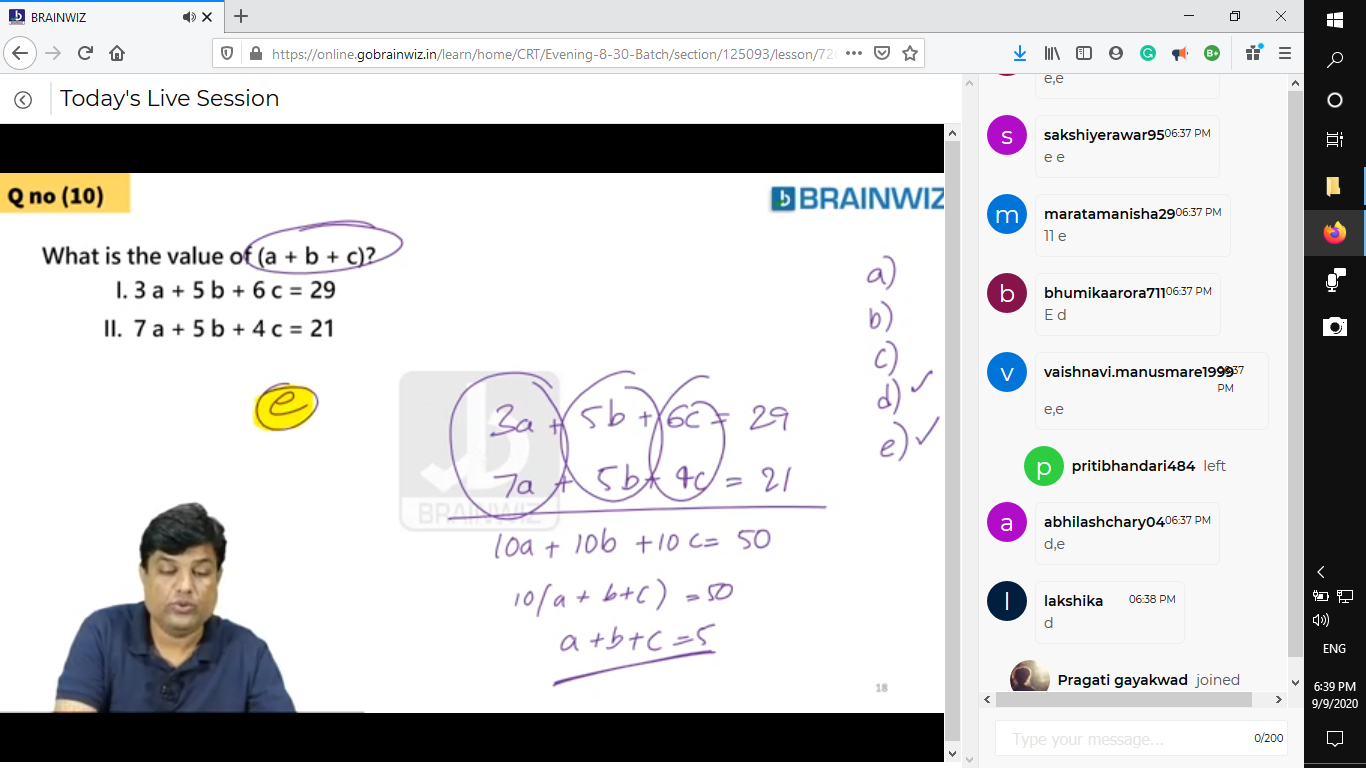 BRAINWIZ
https://online.gobrainwiz.in/learn/home/CRT/Evening-8-30-Batch/section/125093/lesson/72
Today's Live Session
Q no (10)
BRAINWIZ
What is the value of (a + b + c)?
I. 3 a + 5 b + 6 c = 29
II. 7 a + 5 b + 4 c = 21
e
a)
b)
c)
d) ✓
e) ✓
3a + 5b + 6c = 29
7a + 5b + 4c = 21
BRAINWIZ
10a + 10b + 10c = 50
10(a + b + c) = 50
a + b + c = 5
18
e,e
s
sakshiyerawar95 06:37 PM
e e
m
maratamanisha29 06:37 PM
11 e
b
bhumikaarora711 06:37 PM
E d
v
vaishnavi.manusmare1999 06:37 PM
e,e
p
pritibhandari484 left
a
abhilashchary04 06:37 PM
d,e
l
lakshika 06:38 PM
d
Pragati gayakwad joined
Type your message...
0/200
ENG
6:39 PM
9/9/2020